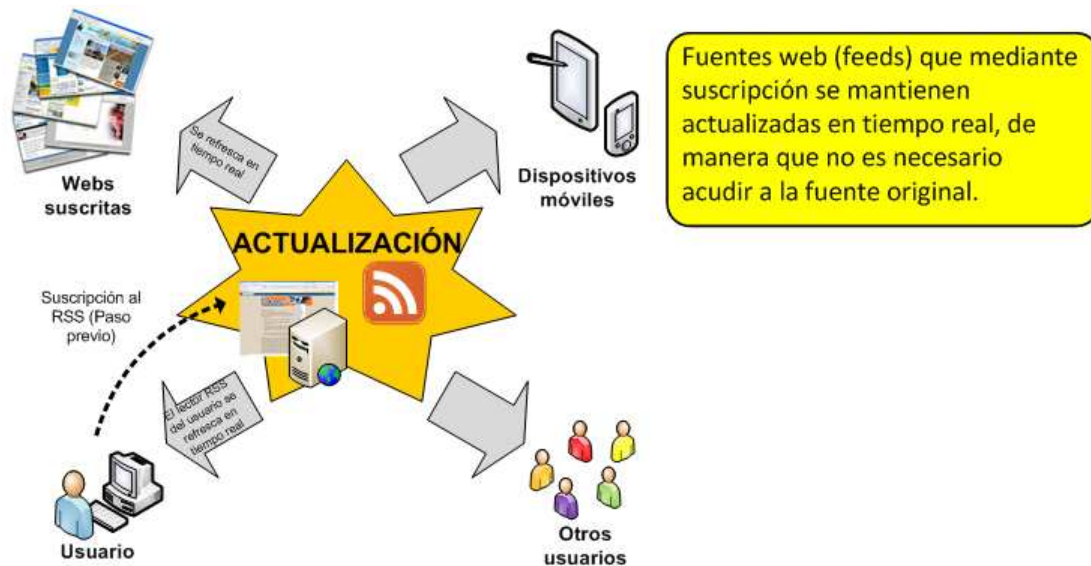 Fuentes web (feeds) que mediante
suscripción se mantienen
actualizadas en tiempo real, de
manera que no es necesario
acudir a la fuente original.
Se refresca en
tiempo real
Webs
suscritas
Dispositivos
móviles
ACTUALIZACIÓN
Suscripción al
RSS (Paso
previo)
El lector RSS
del usuario se
refresca en
tiempo real
Usuario
Otros
usuarios